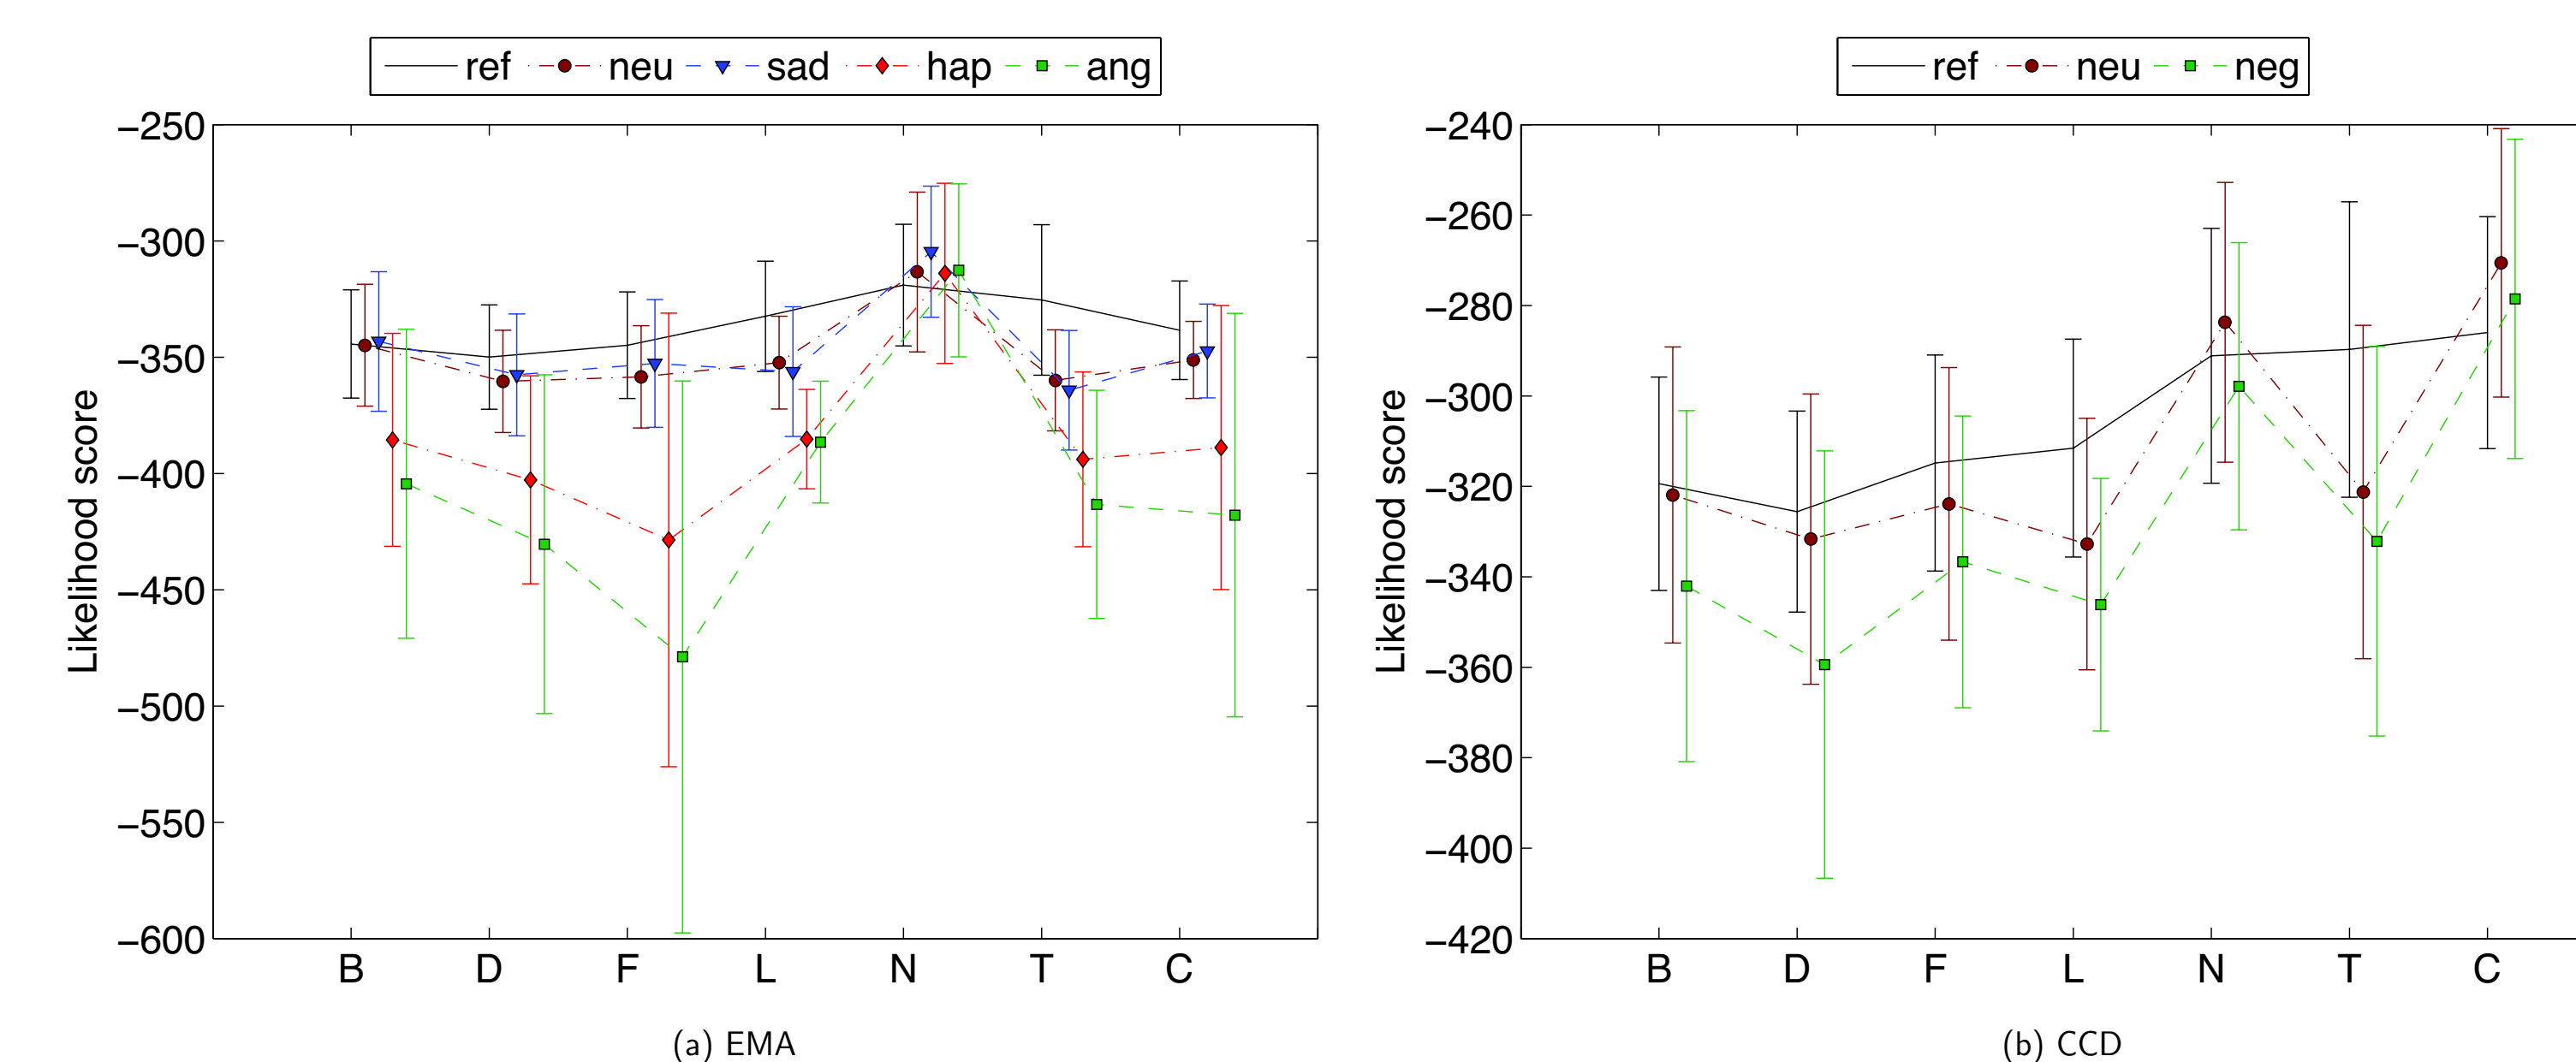 ref neu sad hap ang
−250
−300
−350
−400
−450
−500
−550
−600
Likelihood score
B D F L N T C
(a) EMA
ref neu neg
−240
−260
−280
−300
−320
−340
−360
−380
−400
−420
Likelihood score
B D F L N T C
(b) CCD